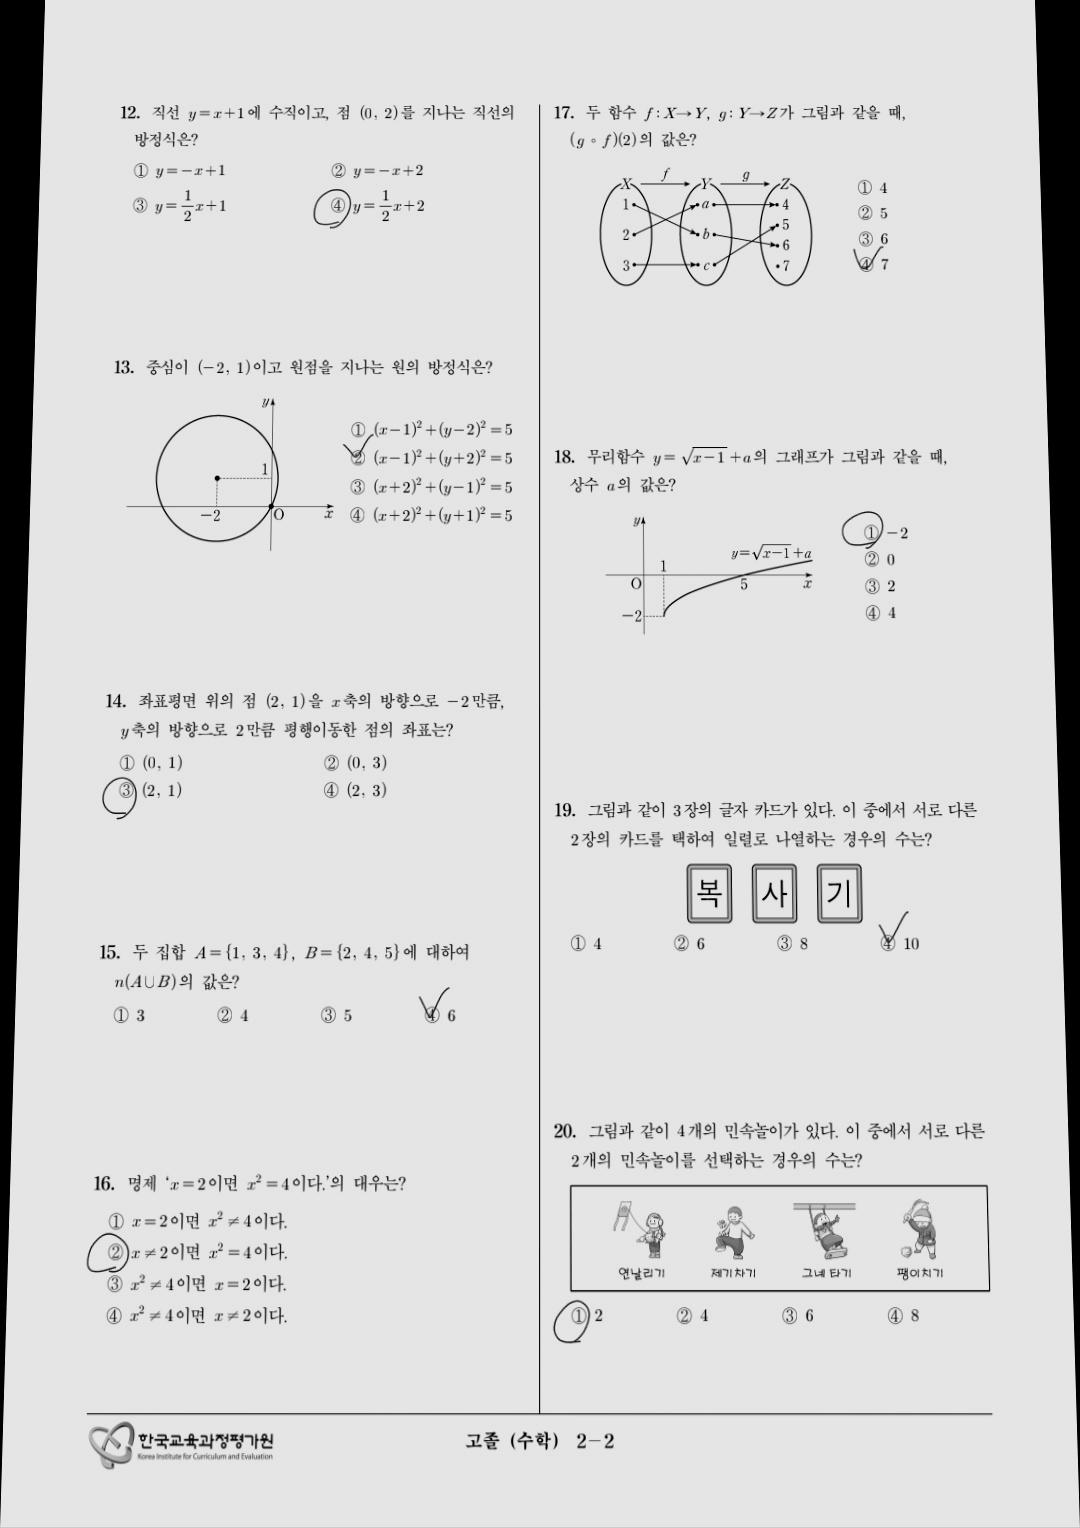 12. 직선 y=x+1에 수직이고, 점 (0, 2)를 지나는 직선의
방정식은?
① y=-x+1
② y=-x+2
③ y=1/2x+1
④ y=1/2x+2
13. 중심이 (-2, 1)이고 원점을 지나는 원의 방정식은?
y
1
-2
O
x
① (x-1)²+(y-2)²=5
② (x-1)²+(y+2)²=5
③ (x+2)²+(y-1)²=5
④ (x+2)²+(y+1)²=5
14. 좌표평면 위의 점 (2, 1)을 x축의 방향으로 -2만큼,
y축의 방향으로 2만큼 평행이동한 점의 좌표는?
① (0, 1)
② (0, 3)
③ (2, 1)
④ (2, 3)
15. 두 집합 A={1, 3, 4}, B={2, 4, 5}에 대하여
n(A∪B)의 값은?
① 3 ② 4 ③ 5 ④ 6
16. 명제 ‘x=2이면 x²=4이다.’의 대우는?
① x=2이면 x²≠4이다.
② x≠2이면 x²=4이다.
③ x²≠4이면 x=2이다.
④ x²≠4이면 x≠2이다.
17. 두 함수 f:X→Y, g:Y→Z가 그림과 같을 때,
(g∘f)(2)의 값은?
X f Y g Z
1 a 4
5
2 b 6
3 c 7
① 4
② 5
③ 6
④ 7
18. 무리함수 y=√(x-1)+a의 그래프가 그림과 같을 때,
상수 a의 값은?
y
y=√(x-1)+a
1
O
5
x
-2
① -2
② 0
③ 2
④ 4
19. 그림과 같이 3장의 글자 카드가 있다. 이 중에서 서로 다른
2장의 카드를 택하여 일렬로 나열하는 경우의 수는?
복 사 기
① 4 ② 6 ③ 8 ④ 10
20. 그림과 같이 4개의 민속놀이가 있다. 이 중에서 서로 다른
2개의 민속놀이를 선택하는 경우의 수는?
연날리기 제기차기 그네 타기 팽이치기
① 2 ② 4 ③ 6 ④ 8
한국교육과정평가원
Korea Institute for Curriculum and Evaluation
고졸 (수학) 2-2